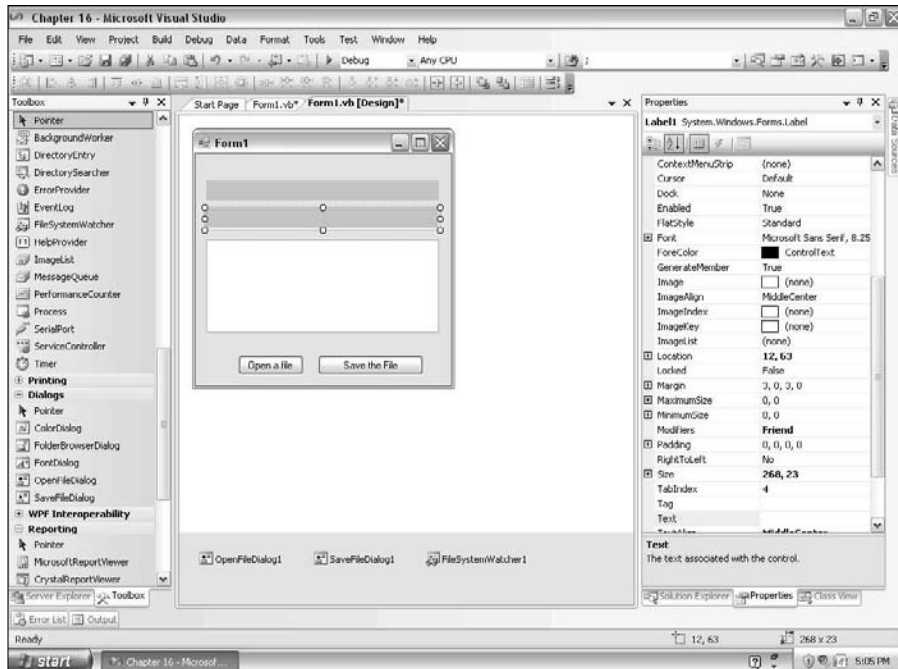 Chapter 16 - Microsoft Visual Studio
File Edit View Project Build Debug Data Format Tools Test Window Help
Debug Any CPU
Toolbox
Start Page Form1.vb* Form1.vb [Design]*
Properties
Pointer
BackgroundWorker
DirectoryEntry
DirectorySearcher
ErrorProvider
EventLog
FileSystemWatcher
HelpProvider
ImageList
MessageQueue
PerformanceCounter
Process
SerialPort
ServiceController
Timer
Printing
Dialogs
Pointer
ColorDialog
FolderBrowserDialog
FontDialog
OpenFileDialog
SaveFileDialog
WPF Interoperability
Reporting
Pointer
MicrosoftReportViewer
CrystalReportViewer
Server Explorer Toolbox
Form1
Open a file Save the File
OpenFileDialog1 SaveFileDialog1 FileSystemWatcher1
Label1 System.Windows.Forms.Label
ContextMenuStrip (none)
Cursor Default
Dock None
Enabled True
FlatStyle Standard
Font Microsoft Sans Serif, 8.25
ForeColor ControlText
GenerateMember True
Image (none)
ImageAlign MiddleCenter
ImageIndex (none)
ImageKey (none)
ImageList (none)
Location 12, 63
Locked False
Margin 3, 0, 3, 0
MaximumSize 0, 0
MinimumSize 0, 0
Modifiers Friend
Padding 0, 0, 0, 0
RightToLeft No
Size 268, 23
TabIndex 4
Tag
Text
TextAlign MiddleCenter
Text
The text associated with the control.
Solution Explorer Properties Class View
Data Sources
Error List Output
Ready 12, 63 268 x 23
start Chapter 16 - Microsof... 5:05 PM